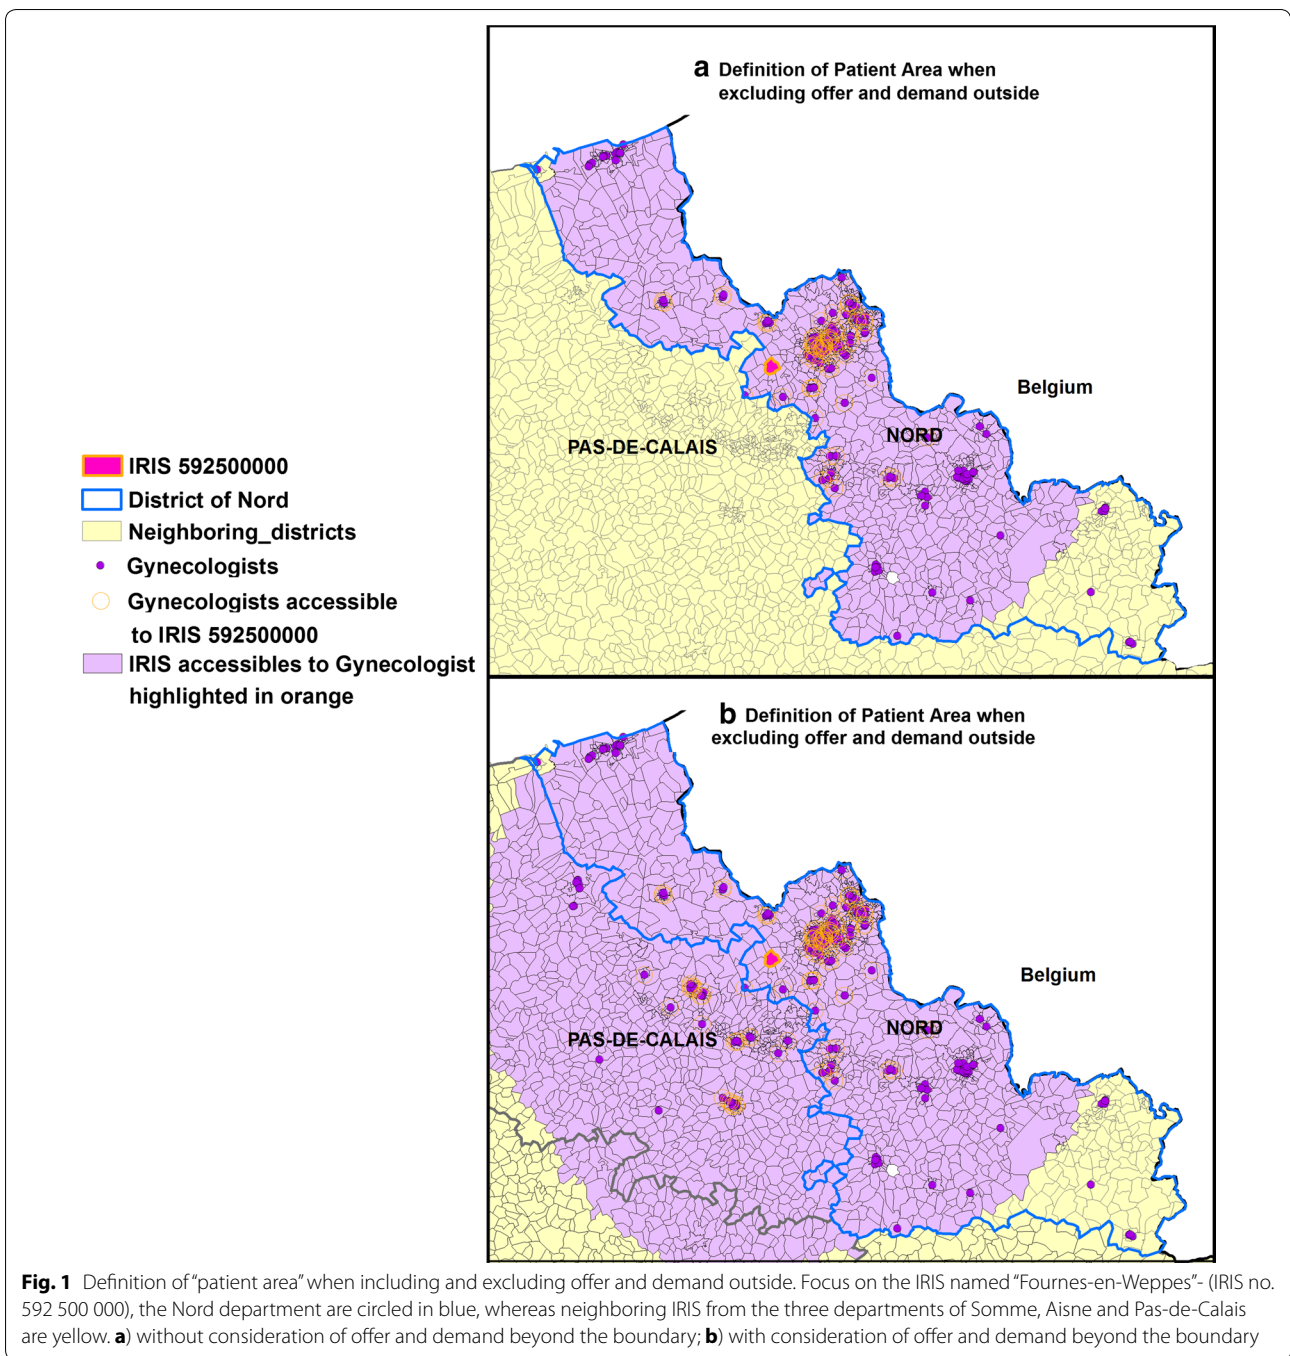 a Definition of Patient Area when
excluding offer and demand outside
Belgium
NORD
PAS-DE-CALAIS
IRIS 592500000
District of Nord
Neighboring_districts
Gynecologists
Gynecologists accessible
to IRIS 592500000
IRIS accessibles to Gynecologist
highlighted in orange
b Definition of Patient Area when
excluding offer and demand outside
Belgium
NORD
PAS-DE-CALAIS
Fig. 1 Definition of "patient area" when including and excluding offer and demand outside. Focus on the IRIS named "Fournes-en-Weppes"- (IRIS no.
592 500 000), the Nord department are circled in blue, whereas neighboring IRIS from the three departments of Somme, Aisne and Pas-de-Calais
are yellow. a) without consideration of offer and demand beyond the boundary; b) with consideration of offer and demand beyond the boundary